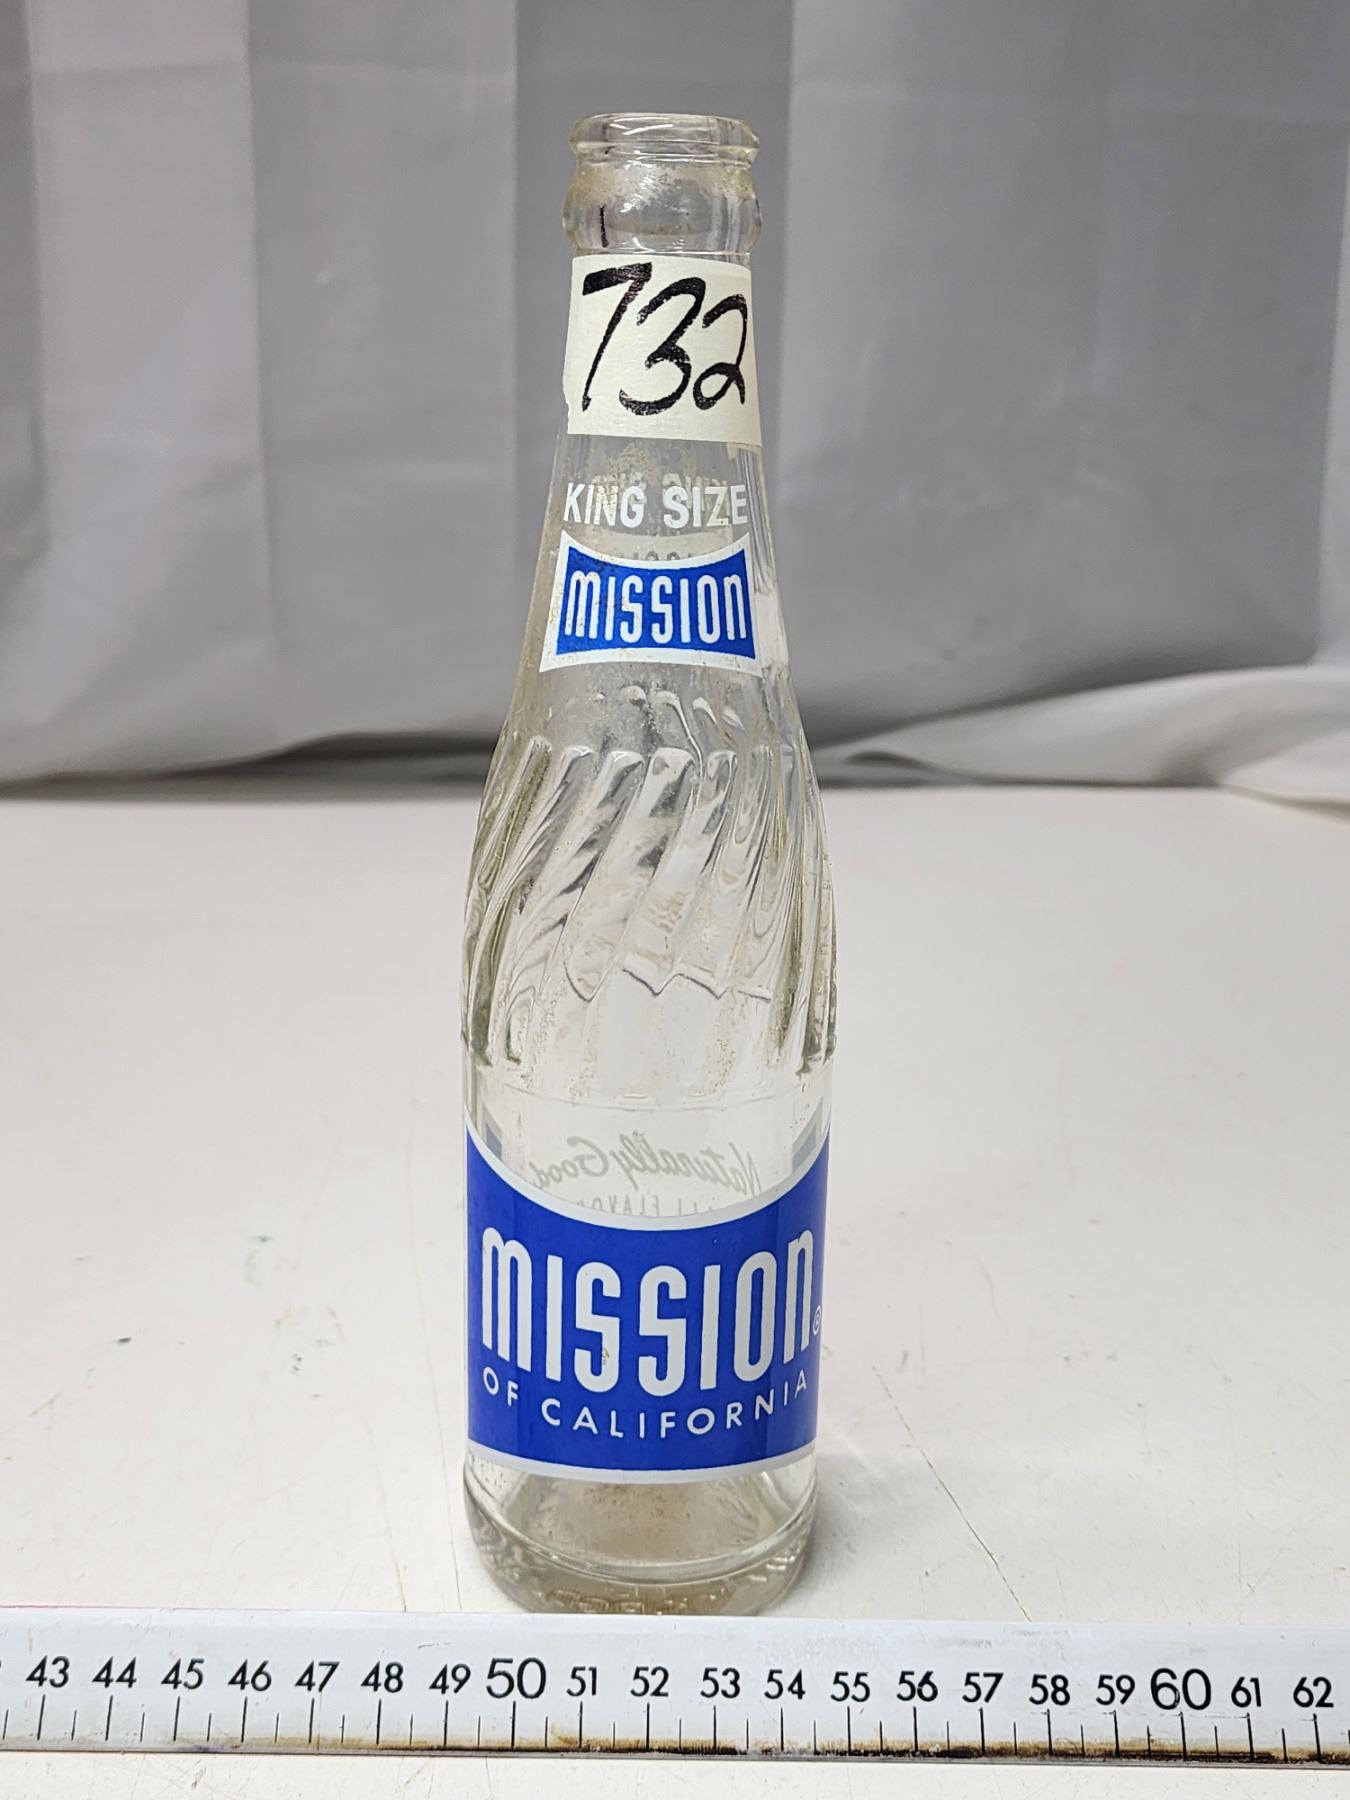 732
KING SIZE
MISSION
Naturally Good
MISSION®
OF CALIFORNIA
43 44 45 46 47 48 49 50 51 52 53 54 55 56 57 58 59 60 61 62